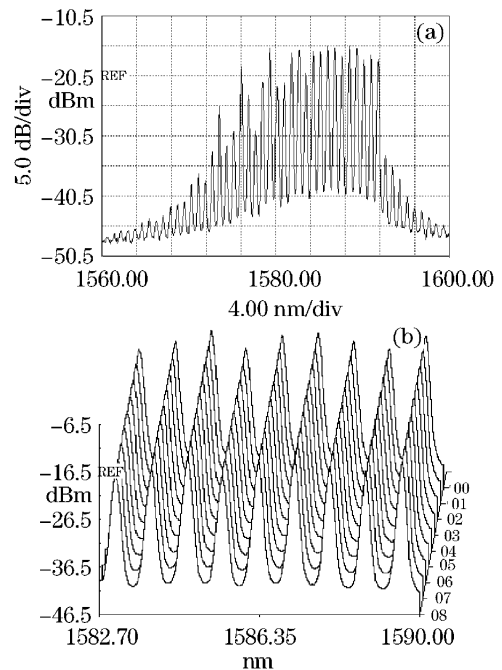 −10.5
(a)
−20.5 REF
dBm
−30.5
5.0 dB/div
−40.5
−50.5
1560.00 1580.00 1600.00
4.00 nm/div
(b)
−6.5
−16.5 REF
dBm
−26.5
−36.5
−46.5
00
01
02
03
04
05
06
07
08
1582.70 1586.35 1590.00
nm